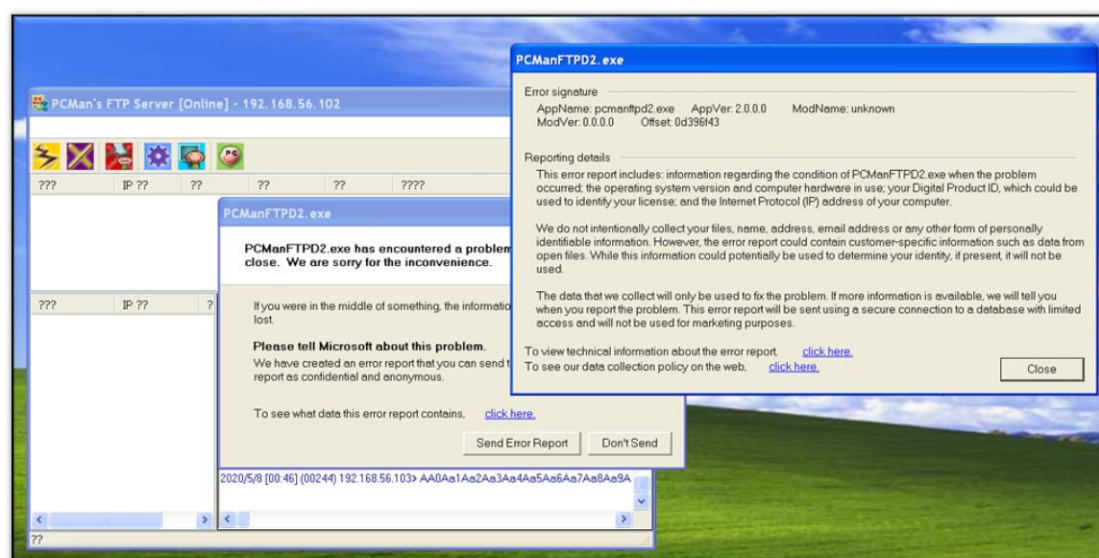 PCMan's FTP Server [Online] - 192.168.56.102
??? IP ?? ?? ?? ?? ????
??? IP ?? ?
PCManFTPD2.exe
PCManFTPD2.exe has encountered a problem
close. We are sorry for the inconvenience.
If you were in the middle of something, the informatio
lost.
Please tell Microsoft about this problem.
We have created an error report that you can send t
report as confidential and anonymous.
To see what data this error report contains, click here.
Send Error Report Don't Send
2020/5/8 [00:46] (00244) 192.168.56.103> AA0Aa1Aa2Aa3Aa4Aa5Aa6Aa7Aa8Aa9A
??
PCManFTPD2.exe
Error signature
AppName: pcmanftpd2.exe AppVer: 2.0.0.0 ModName: unknown
ModVer: 0.0.0.0 Offset: 0d396f43
Reporting details
This error report includes: information regarding the condition of PCManFTPD2.exe when the problem
occurred; the operating system version and computer hardware in use; your Digital Product ID, which could be
used to identify your license; and the Internet Protocol (IP) address of your computer.
We do not intentionally collect your files, name, address, email address or any other form of personally
identifiable information. However, the error report could contain customer-specific information such as data from
open files. While this information could potentially be used to determine your identity, if present, it will not be
used.
The data that we collect will only be used to fix the problem. If more information is available, we will tell you
when you report the problem. This error report will be sent using a secure connection to a database with limited
access and will not be used for marketing purposes.
To view technical information about the error report, click here.
To see our data collection policy on the web, click here.
Close